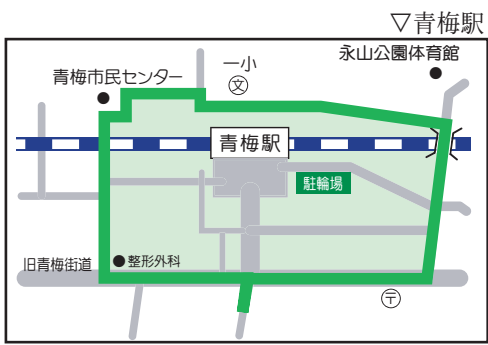 ▽青梅駅
一小
文
永山公園体育館
青梅市民センター
青梅駅
駐輪場
旧青梅街道
整形外科
〒